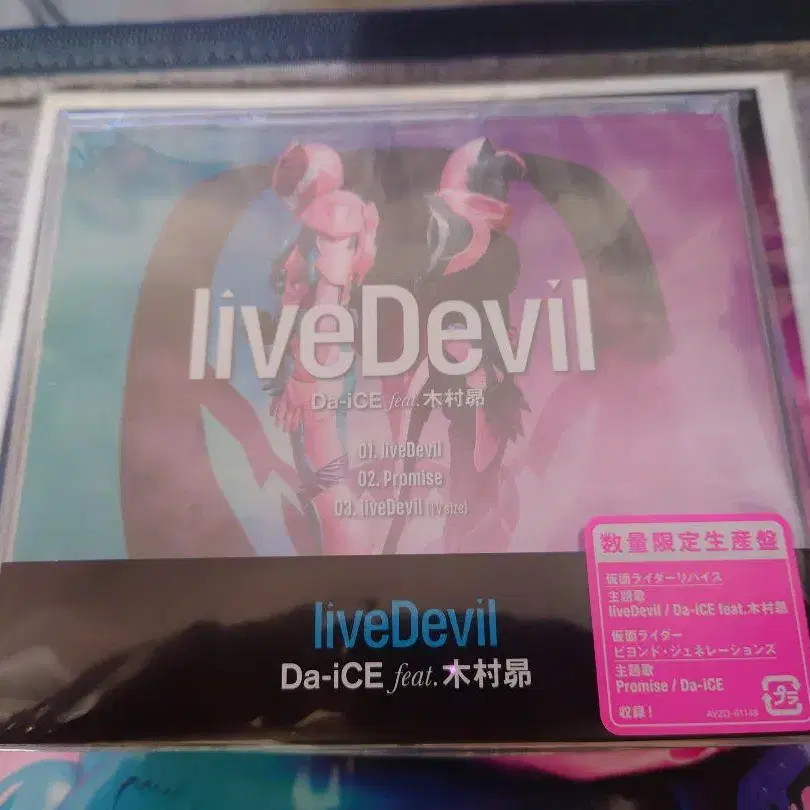 liveDevil
Da-iCE feat.木村昴
01. liveDevil
02. Promise
03. liveDevil (TV size)
liveDevil
Da-iCE feat.木村昴
数量限定生産盤
仮面ライダーリバイス
主題歌
liveDevil / Da-iCE feat.木村昴
仮面ライダー
ビヨンド・ジェネレーションズ
主題歌
Promise / Da-iCE
収録!
AVZD-61148
プラ